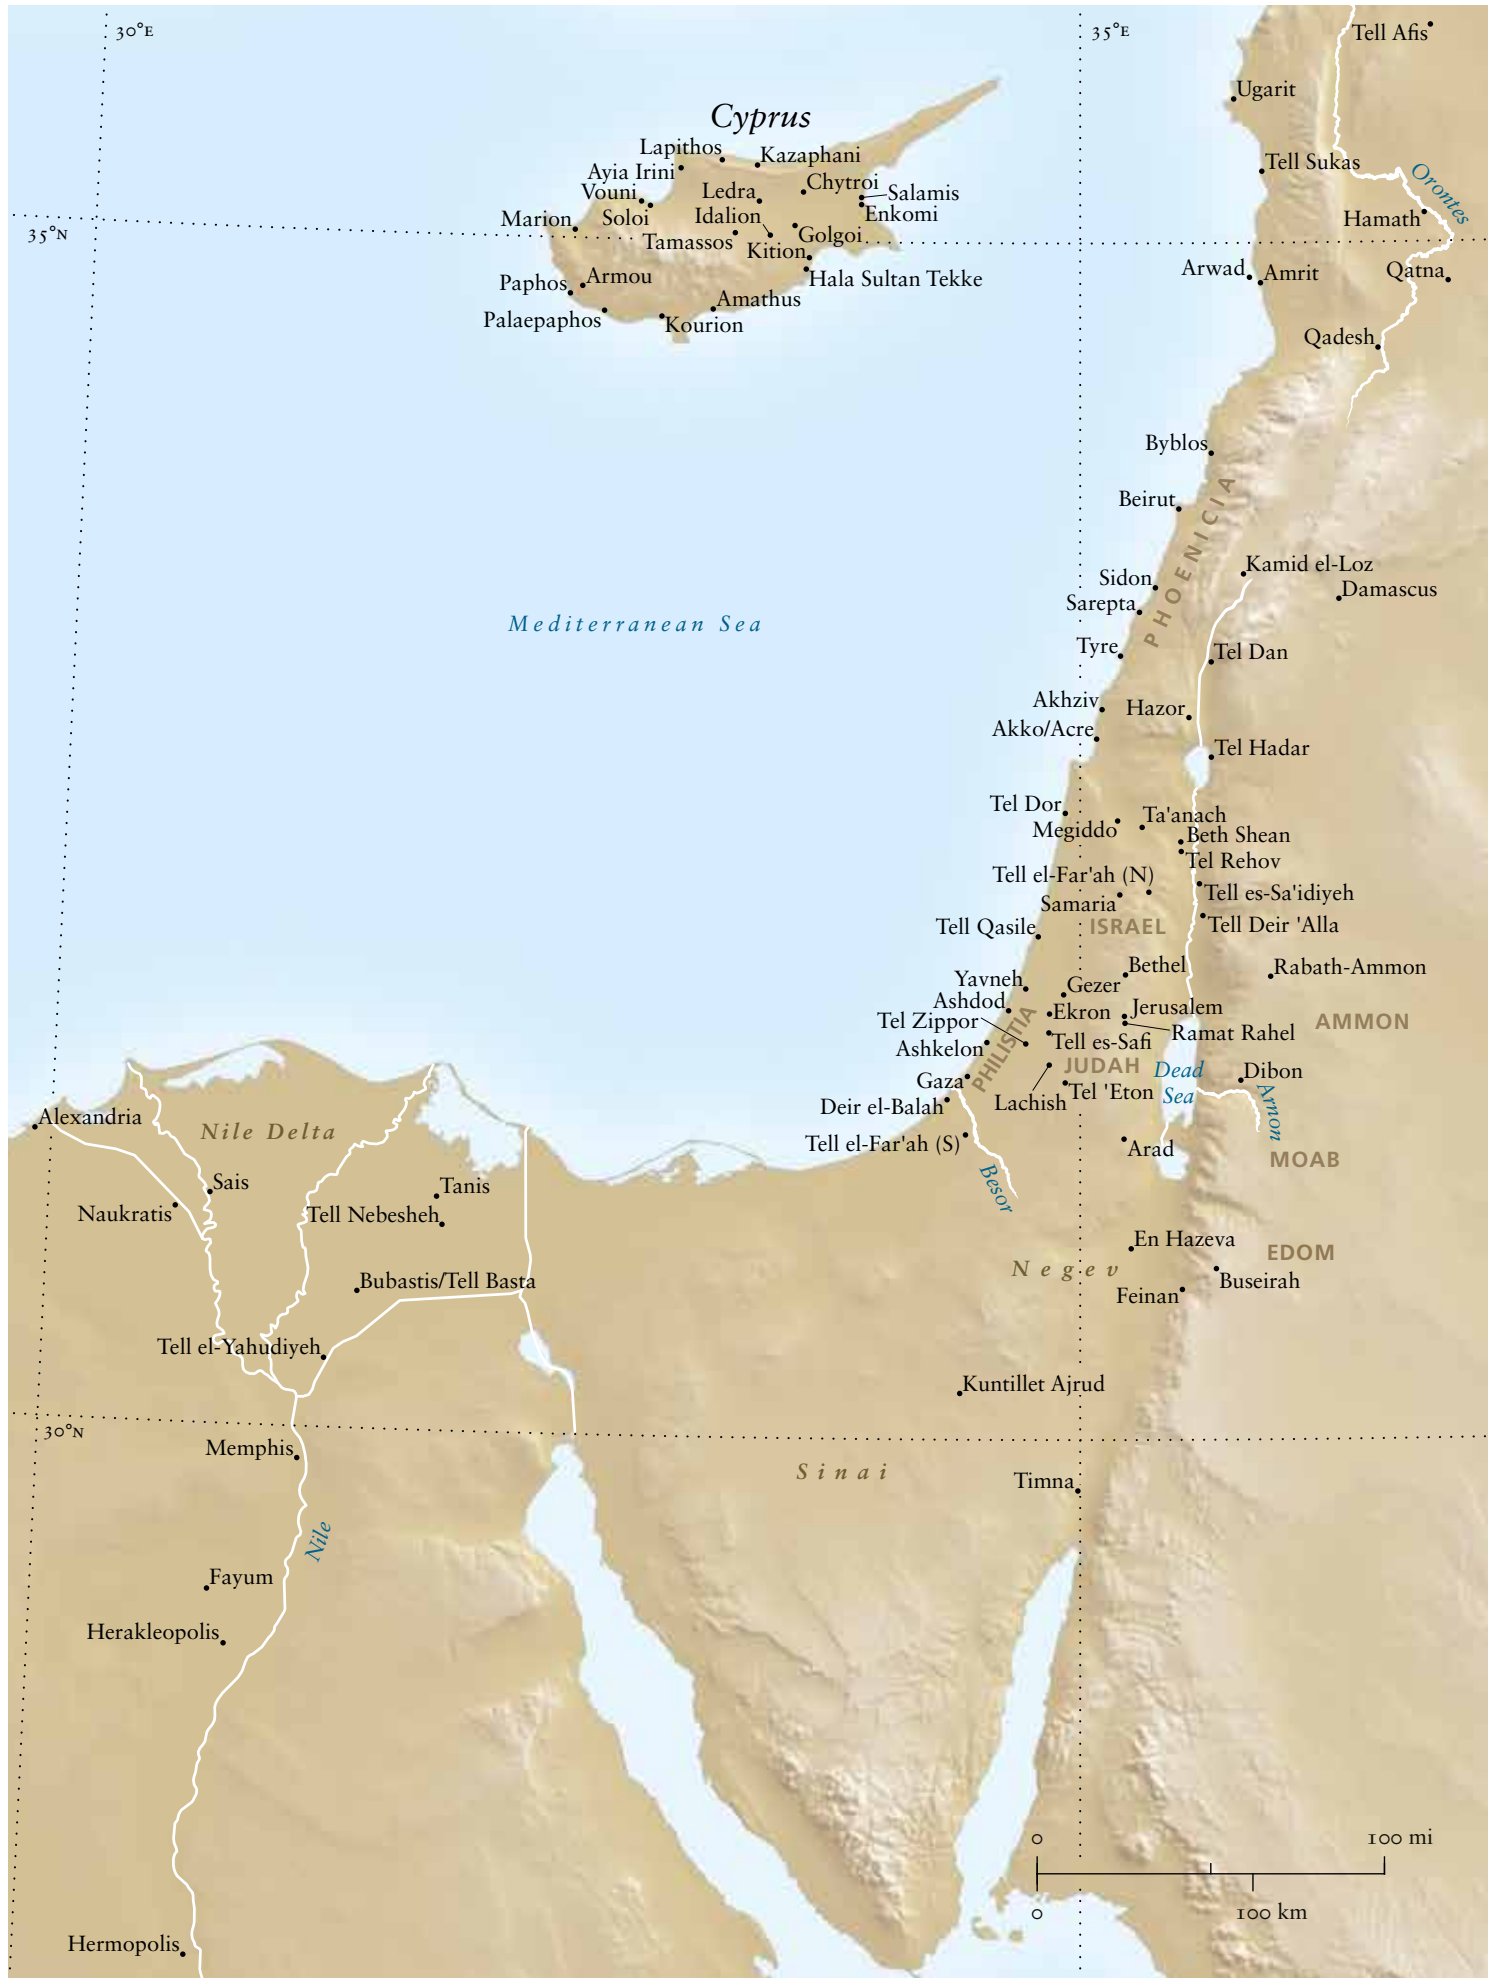 30°E
35°E
Tell Afis
Ugarit
Cyprus
Lapithos
Kazaphani
Ayia Irini
Tell Sukas
Orontes
Vouni
Ledra
Chytroi
Salamis
Marion
Soloi
Idalion
Enkomi
Hamath
35°N
Tamassos
Golgoi
Kition
Arwad
Amrit
Qatna
Paphos
Armou
Hala Sultan Tekke
Palaepaphos
Amathus
Kourion
Qadesh
Byblos
Beirut
PHOENICIA
Kamid el-Loz
Sidon
Damascus
Sarepta
Mediterranean Sea
Tyre
Tel Dan
Akhziv
Hazor
Akko/Acre
Tel Hadar
Tel Dor
Megiddo
Ta'anach
Beth Shean
Tel Rehov
Tell el-Far'ah (N)
Tell es-Sa'idiyeh
Samaria
Tell Qasile
ISRAEL
Tell Deir 'Alla
Bethel
Rabath-Ammon
Yavneh
Gezer
Ashdod
Ekron
Jerusalem
Tel Zippor
Ramat Rahel
AMMON
Ashkelon
PHILISTIA
Tell es-Safi
JUDAH
Dead
Sea
Dibon
Gaza
Lachish
Tel 'Eton
Arnon
Deir el-Balah
Alexandria
Nile Delta
Tell el-Far'ah (S)
Arad
MOAB
Besor
Sais
Tanis
Naukratis
Tell Nebesheh
En Hazeva
EDOM
Negev
Bubastis/Tell Basta
Feinan
Buseirah
Tell el-Yahudiyeh
Kuntillet Ajrud
30°N
Memphis
Sinai
Timna
Nile
Fayum
Herakleopolis
0
100 mi
0
100 km
Hermopolis